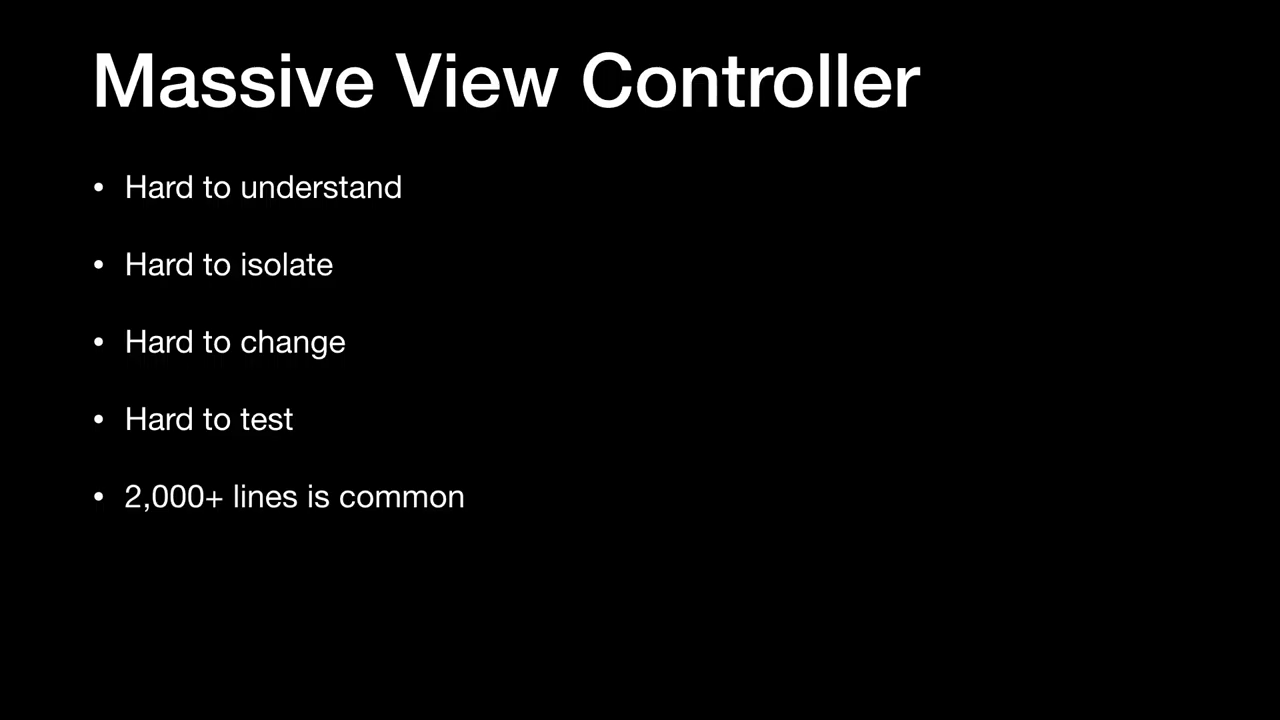 Massive View Controller
• Hard to understand
• Hard to isolate
• Hard to change
• Hard to test
• 2,000+ lines is common